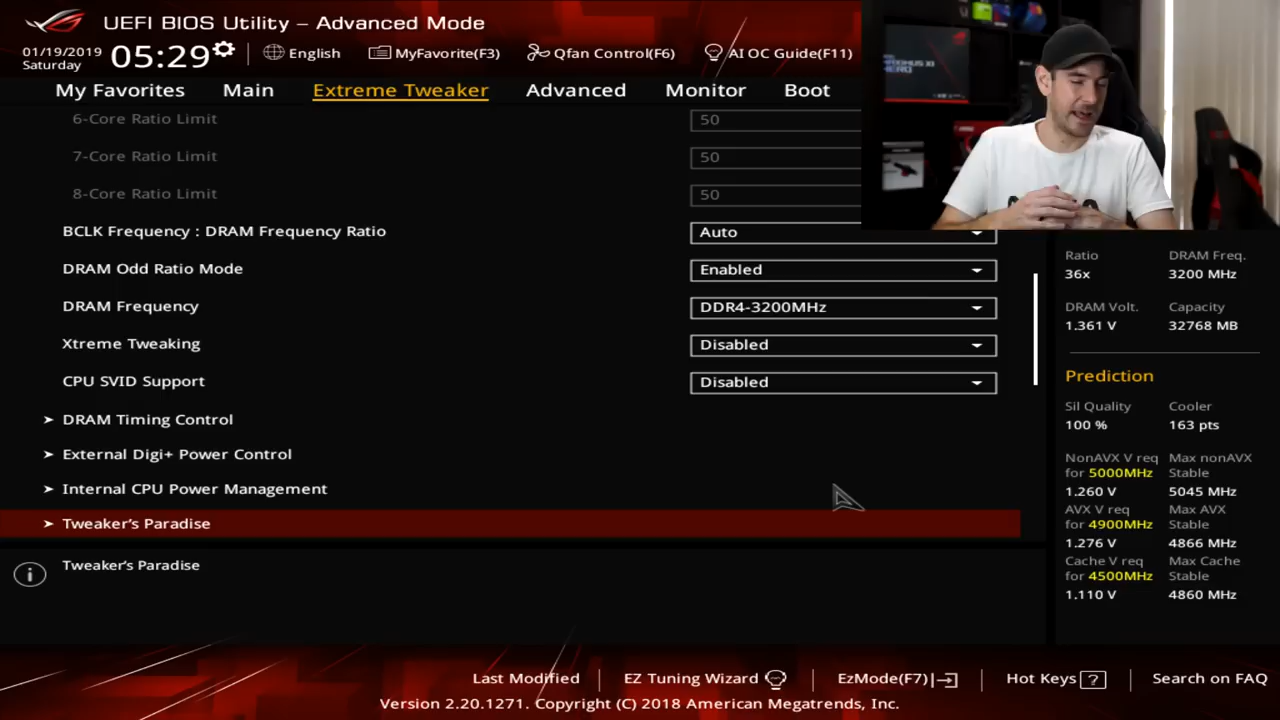 UEFI BIOS Utility – Advanced Mode
01/19/2019
Saturday
05:29
English
MyFavorite(F3)
Qfan Control(F6)
AI OC Guide(F11)
My Favorites
Main
Extreme Tweaker
Advanced
Monitor
Boot
6-Core Ratio Limit
50
7-Core Ratio Limit
50
8-Core Ratio Limit
50
BCLK Frequency : DRAM Frequency Ratio
Auto
DRAM Odd Ratio Mode
Enabled
DRAM Frequency
DDR4-3200MHz
Xtreme Tweaking
Disabled
CPU SVID Support
Disabled
DRAM Timing Control
External Digi+ Power Control
Internal CPU Power Management
Tweaker's Paradise
Tweaker's Paradise
Ratio
DRAM Freq.
36x
3200 MHz
DRAM Volt.
Capacity
1.361 V
32768 MB
Prediction
Sil Quality
Cooler
100 %
163 pts
NonAVX V req
Max nonAVX
for 5000MHz
Stable
1.260 V
5045 MHz
AVX V req
Max AVX
for 4900MHz
Stable
1.276 V
4866 MHz
Cache V req
Max Cache
for 4500MHz
Stable
1.110 V
4860 MHz
Last Modified
EZ Tuning Wizard
EzMode(F7)
Hot Keys ?
Search on FAQ
Version 2.20.1271. Copyright (C) 2018 American Megatrends, Inc.